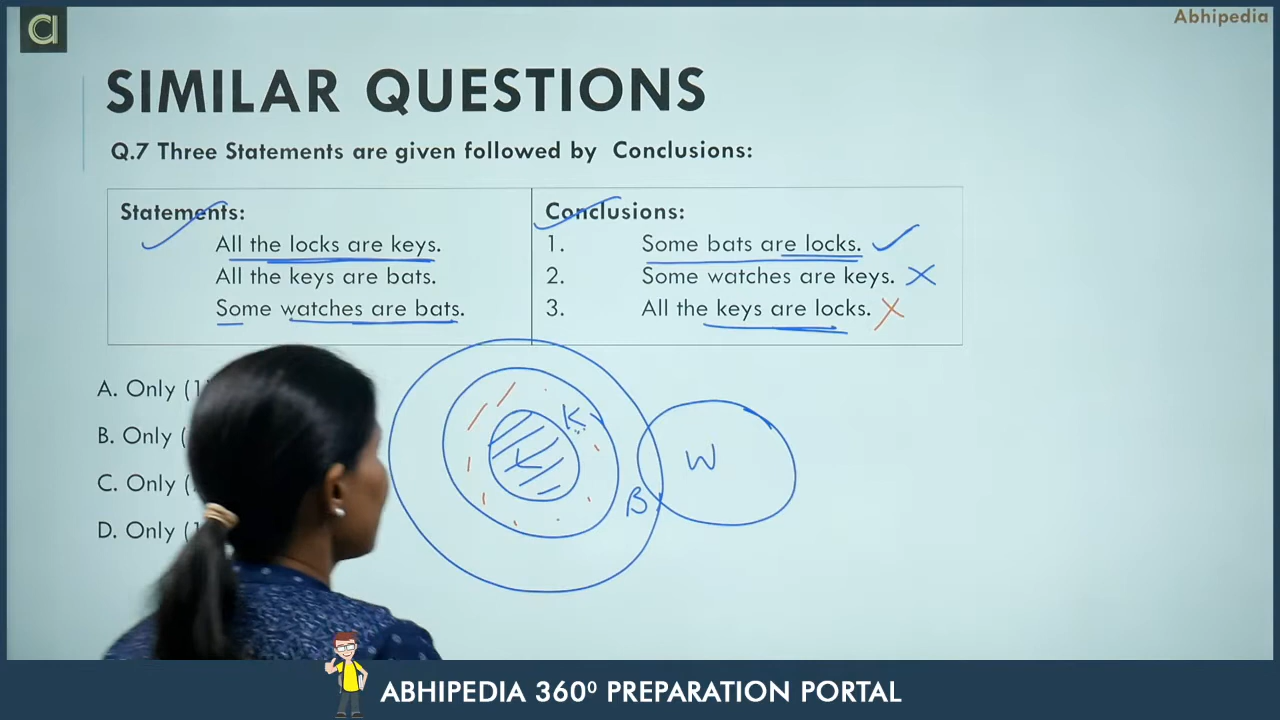 Abhipedia
SIMILAR QUESTIONS
Q.7 Three Statements are given followed by Conclusions:
Statements:
All the locks are keys.
All the keys are bats.
Some watches are bats.
Conclusions:
1. Some bats are locks.
2. Some watches are keys.
3. All the keys are locks.
A. Only (1)
B. Only (
C. Only (
D. Only (
K
L
B
W
ABHIPEDIA 360⁰ PREPARATION PORTAL